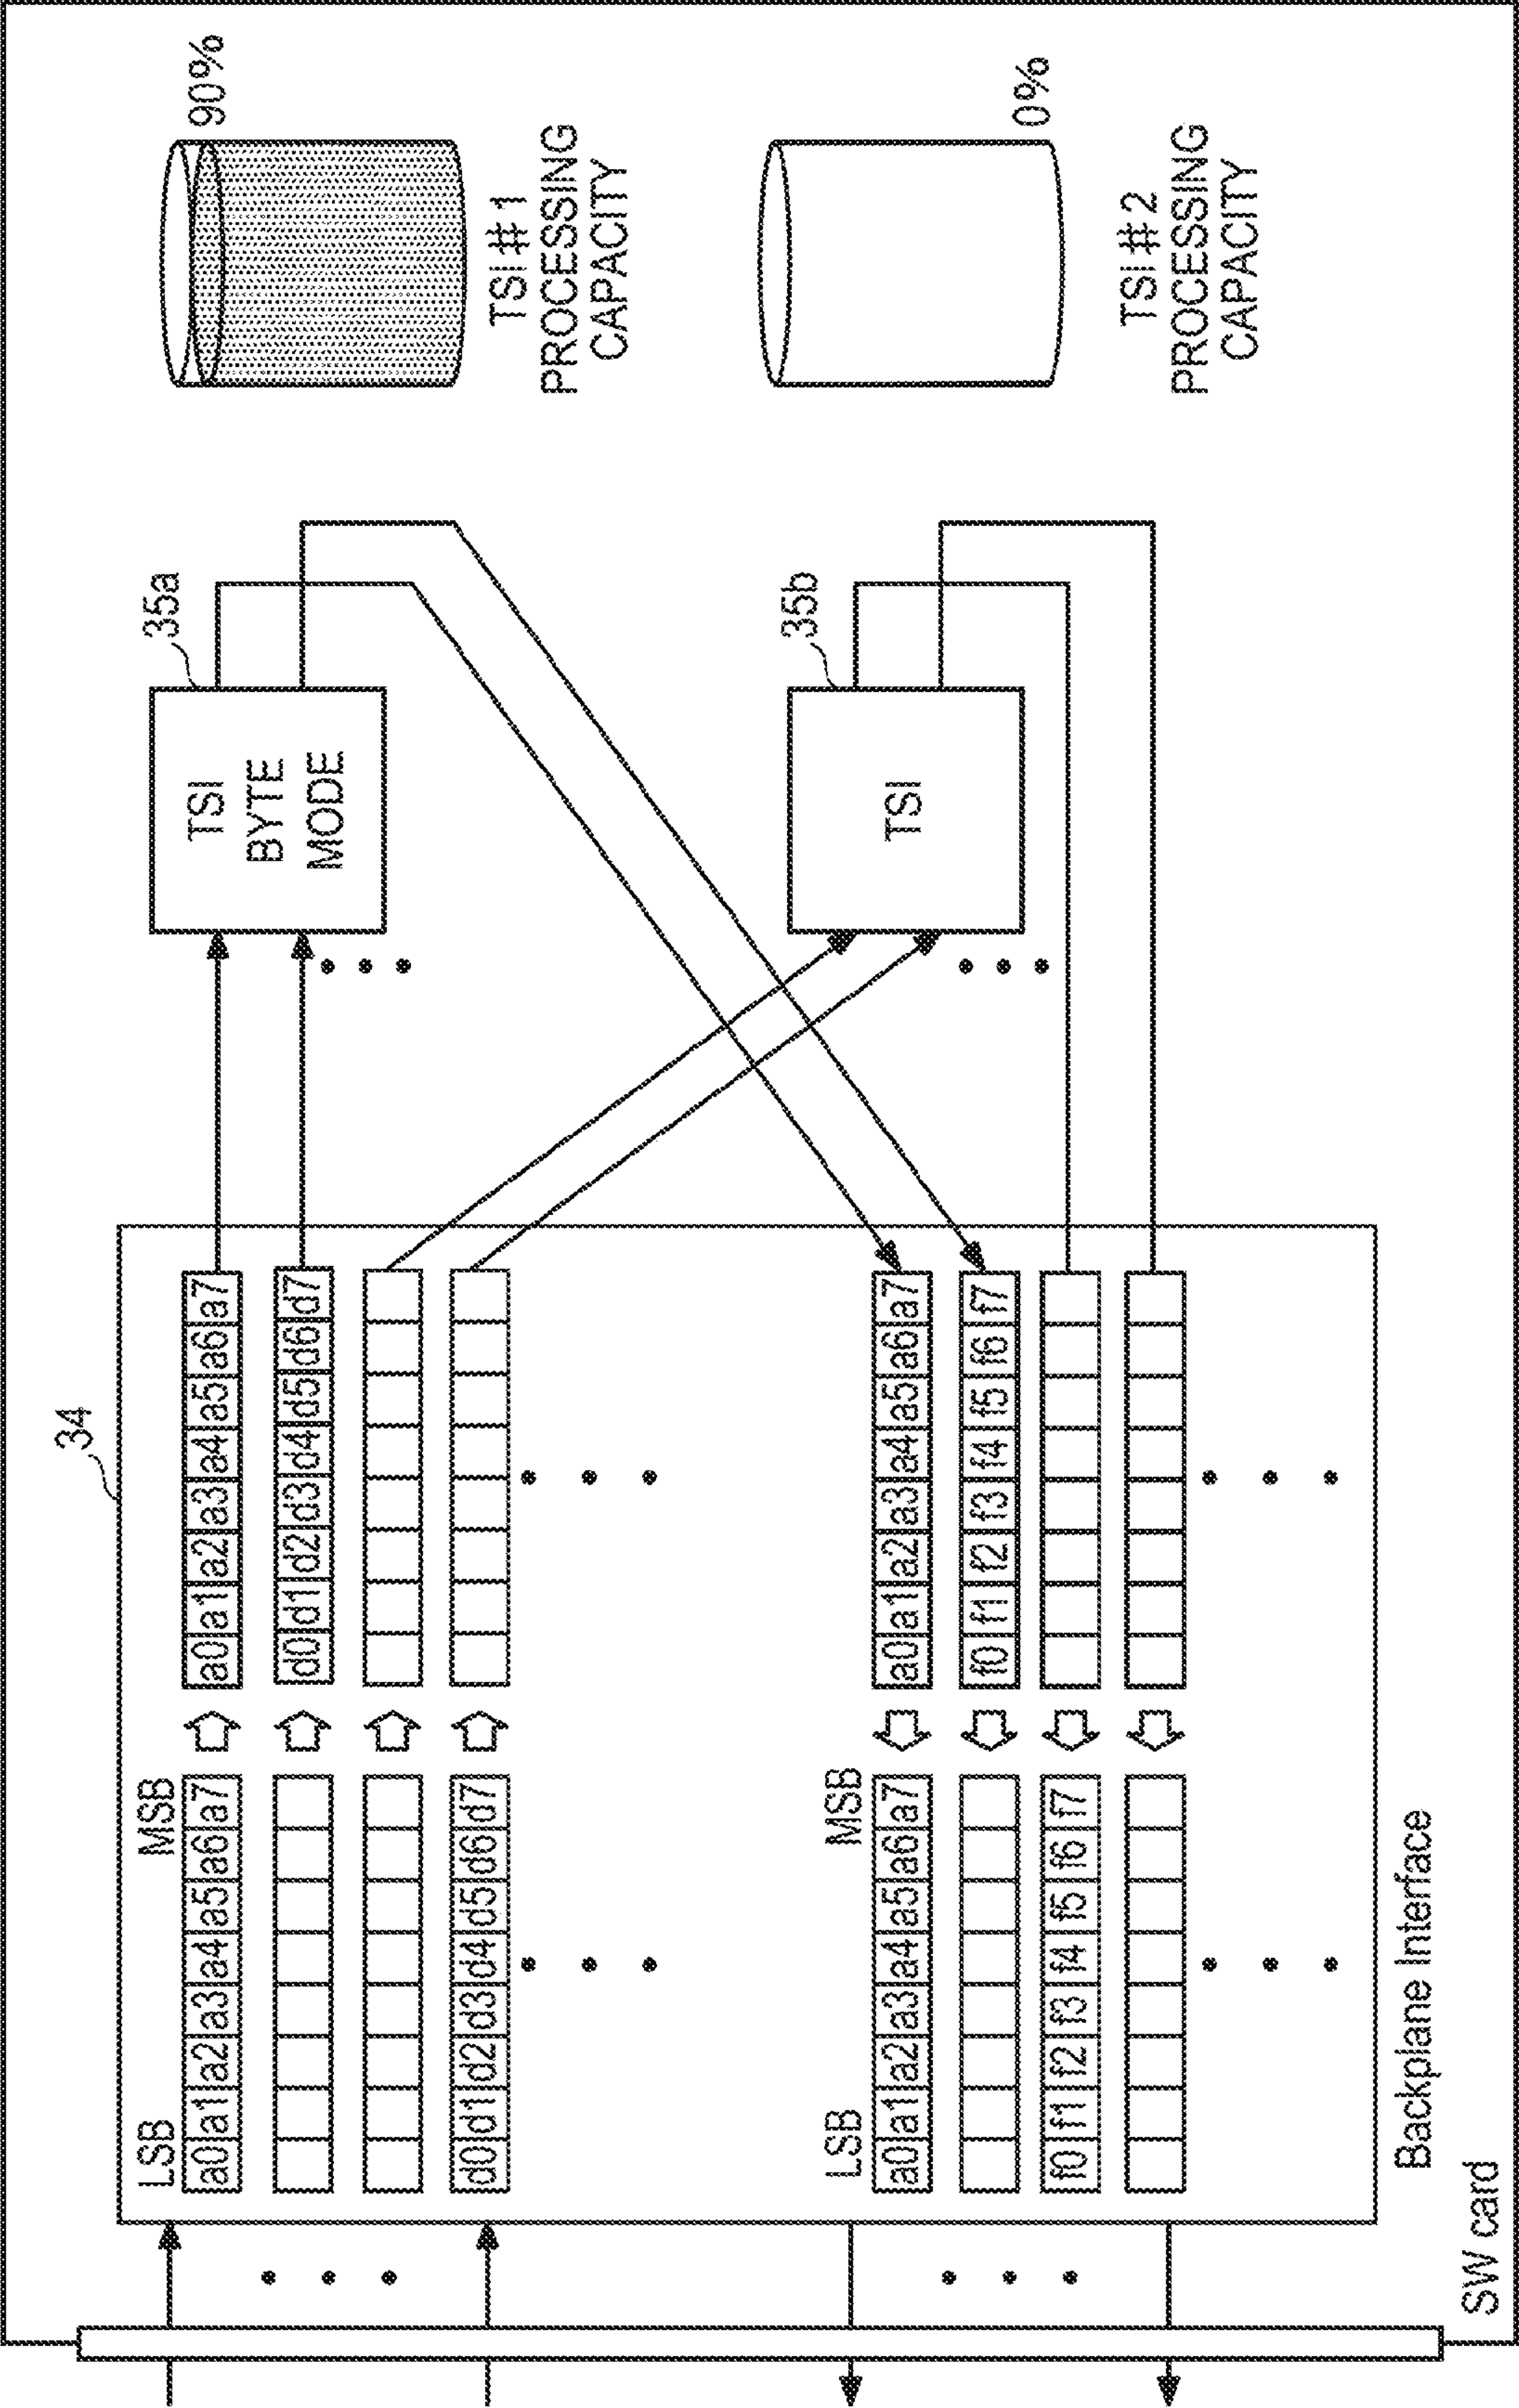 34
LSB
MSB
a0 a1 a2 a3 a4 a5 a6 a7
a0 a1 a2 a3 a4 a5 a6 a7
d0 d1 d2 d3 d4 d5 d6 d7
d0 d1 d2 d3 d4 d5 d6 d7
LSB
MSB
a0 a1 a2 a3 a4 a5 a6 a7
a0 a1 a2 a3 a4 a5 a6 a7
f0 f1 f2 f3 f4 f5 f6 f7
f0 f1 f2 f3 f4 f5 f6 f7
Backplane Interface
SW card
35a
TSI
BYTE
MODE
35b
TSI
90%
TSI # 1
PROCESSING
CAPACITY
0%
TSI # 2
PROCESSING
CAPACITY